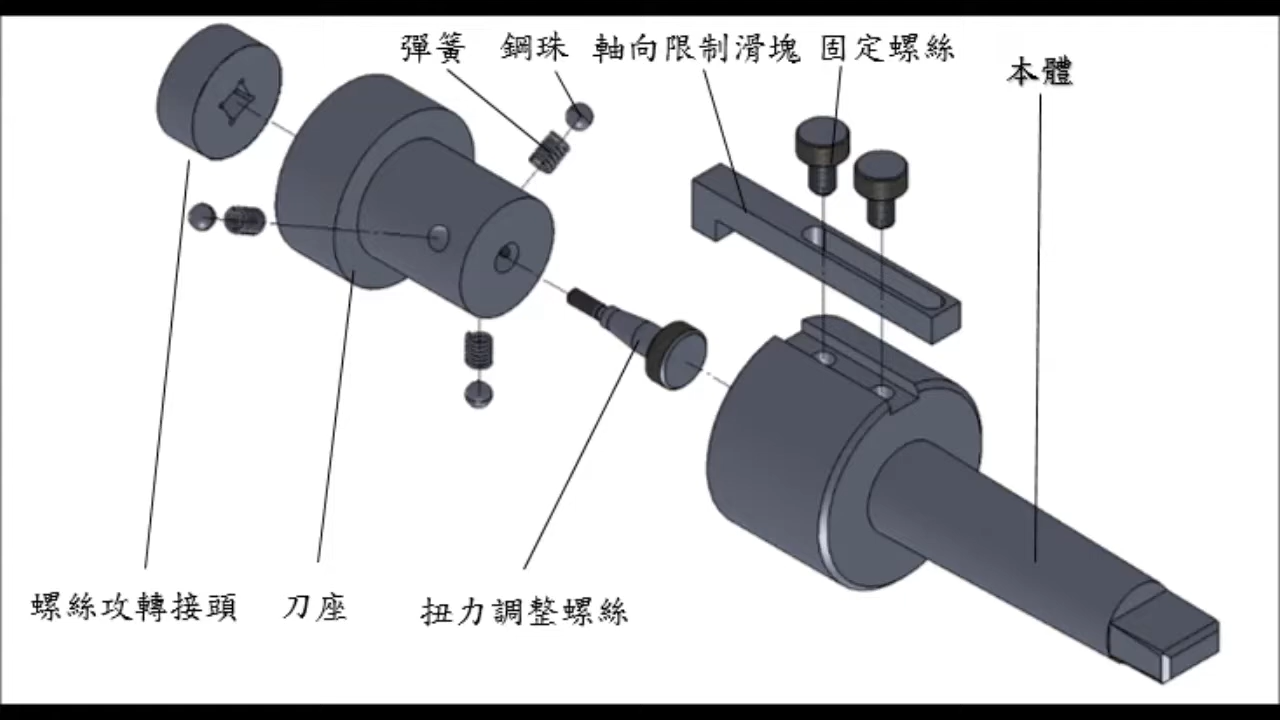 彈簧
鋼珠
軸向限制滑塊
固定螺絲
本體
螺絲攻轉接頭
刀座
扭力調整螺絲